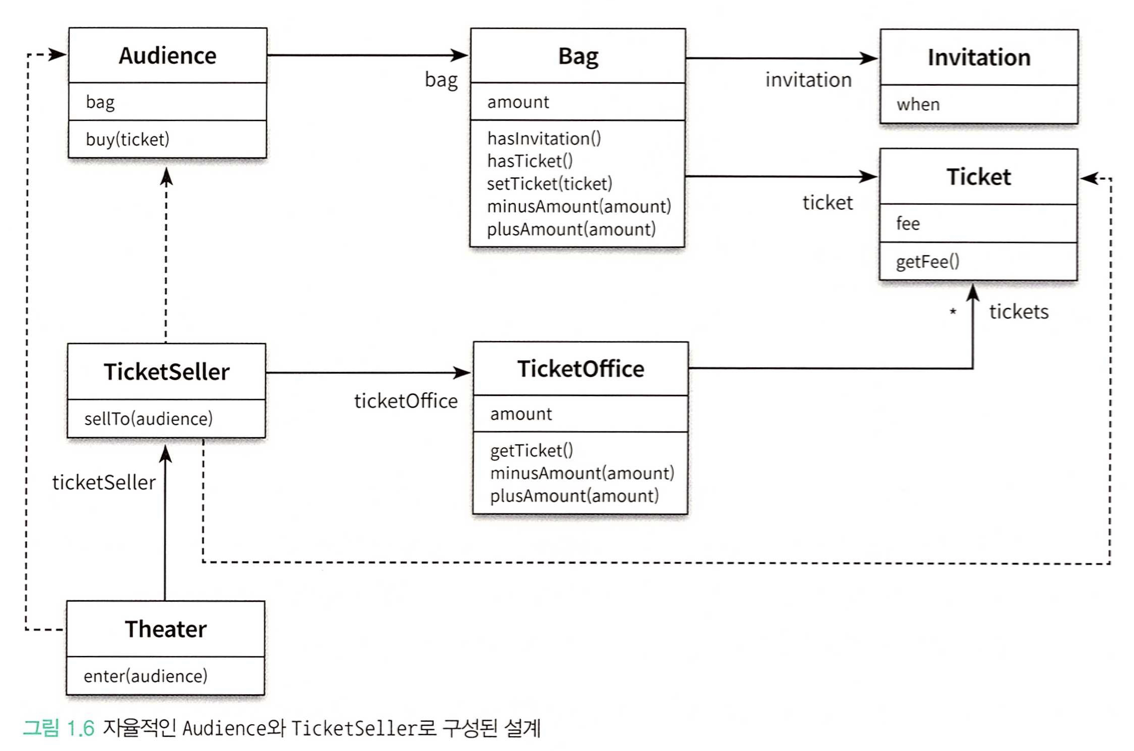 Audience
bag
buy(ticket)
bag
Bag
amount
hasInvitation()
hasTicket()
setTicket(ticket)
minusAmount(amount)
plusAmount(amount)
invitation
Invitation
when
ticket
Ticket
fee
getFee()
* tickets
TicketSeller
sellTo(audience)
ticketOffice
TicketOffice
amount
getTicket()
minusAmount(amount)
plusAmount(amount)
ticketSeller
Theater
enter(audience)
그림 1.6 자율적인 Audience와 TicketSeller로 구성된 설계